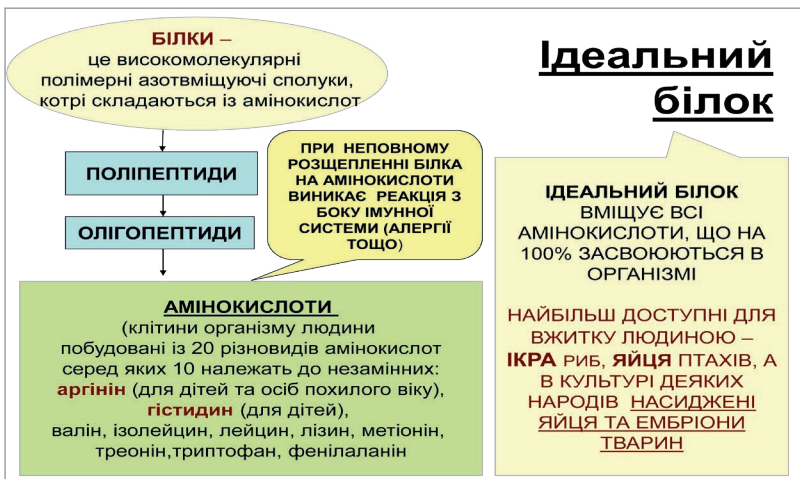 БІЛКИ –
це високомолекулярні
полімерні азотвміщуючі сполуки,
котрі складаються із амінокислот
Ідеальний
білок
ПОЛІПЕПТИДИ
ОЛІГОПЕПТИДИ
ПРИ НЕПОВНОМУ
РОЗЩЕПЛЕННІ БІЛКА
НА АМІНОКИСЛОТИ
ВИНИКАЄ РЕАКЦІЯ З
БОКУ ІМУННОЇ
СИСТЕМИ (АЛЕРГІЇ
ТОЩО)
АМІНОКИСЛОТИ
(клітини організму людини
побудовані із 20 різновидів амінокислот
серед яких 10 належать до незамінних:
аргінін (для дітей та осіб похилого віку),
гістидин (для дітей),
валін, ізолейцин, лейцин, лізин, метіонін,
треонін,триптофан, фенілаланін
ІДЕАЛЬНИЙ БІЛОК
ВМІЩУЄ ВСІ
АМІНОКИСЛОТИ, ЩО НА
100% ЗАСВОЮЮТЬСЯ В
ОРГАНІЗМІ
НАЙБІЛЬШ ДОСТУПНІ ДЛЯ
ВЖИТКУ ЛЮДИНОЮ –
ІКРА РИБ, ЯЙЦЯ ПТАХІВ, А
В КУЛЬТУРІ ДЕЯКИХ
НАРОДІВ НАСИДЖЕНІ
ЯЙЦЯ ТА ЕМБРІОНИ
ТВАРИН